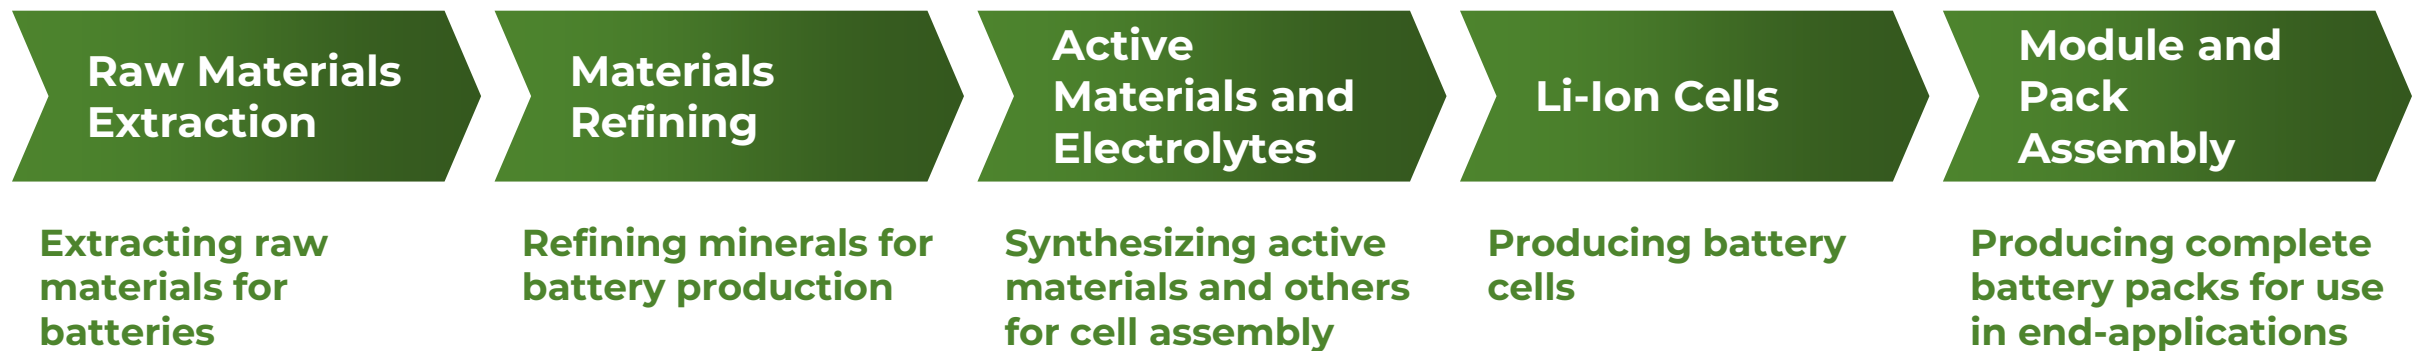 Raw Materials
Extraction
Materials
Refining
Active
Materials and
Electrolytes
Li-Ion Cells
Module and
Pack
Assembly
Extracting raw
materials for
batteries
Refining minerals for
battery production
Synthesizing active
materials and others
for cell assembly
Producing battery
cells
Producing complete
battery packs for use
in end-applications